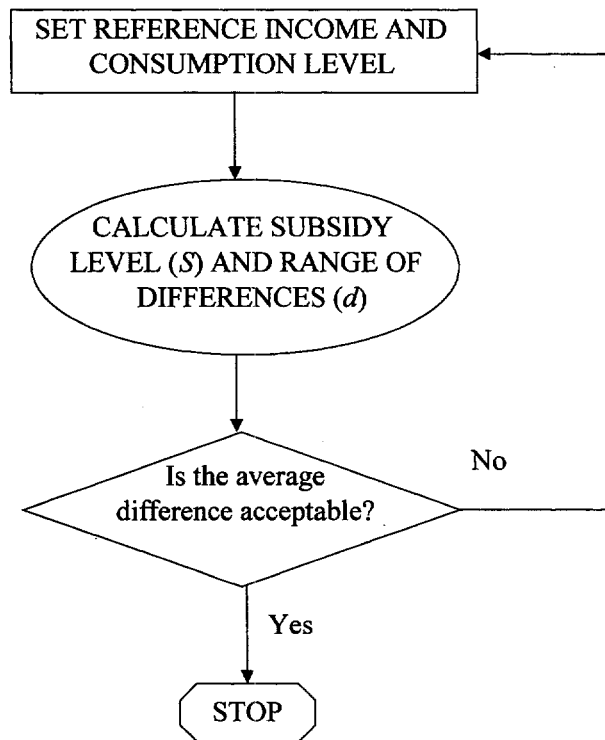 SET REFERENCE INCOME AND
CONSUMPTION LEVEL
CALCULATE SUBSIDY
LEVEL (S) AND RANGE OF
DIFFERENCES (d)
Is the average
difference acceptable?
No
Yes
STOP